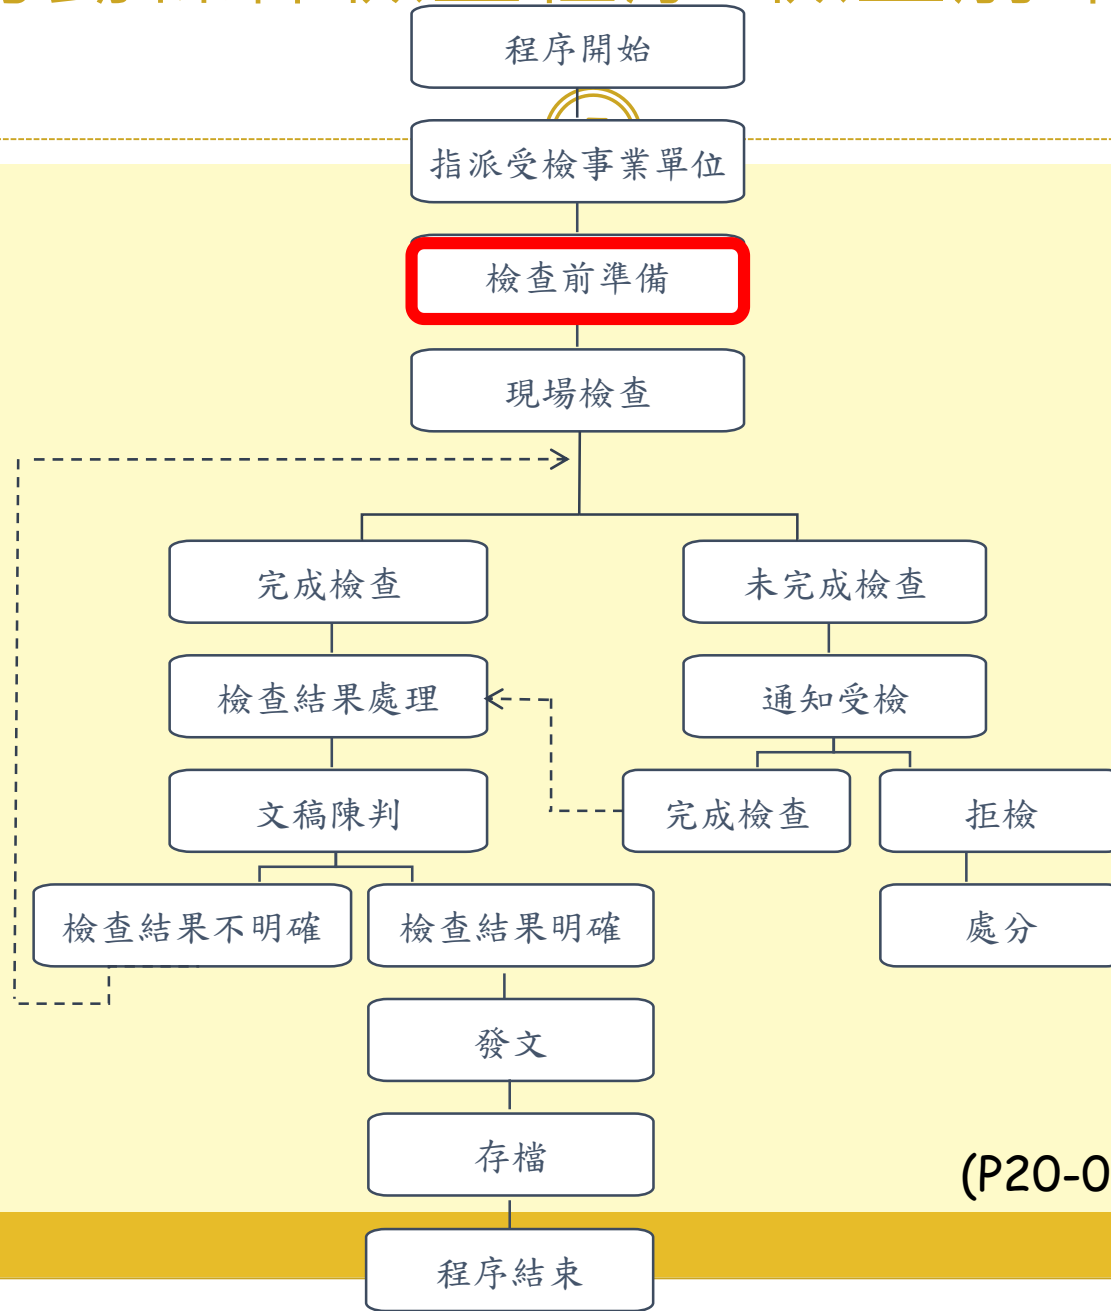 程序開始
指派受檢事業單位
檢查前準備
現場檢查
完成檢查
未完成檢查
檢查結果處理
通知受檢
文稿陳判
完成檢查
拒檢
檢查結果不明確
檢查結果明確
處分
發文
存檔
(P20-0
程序結束